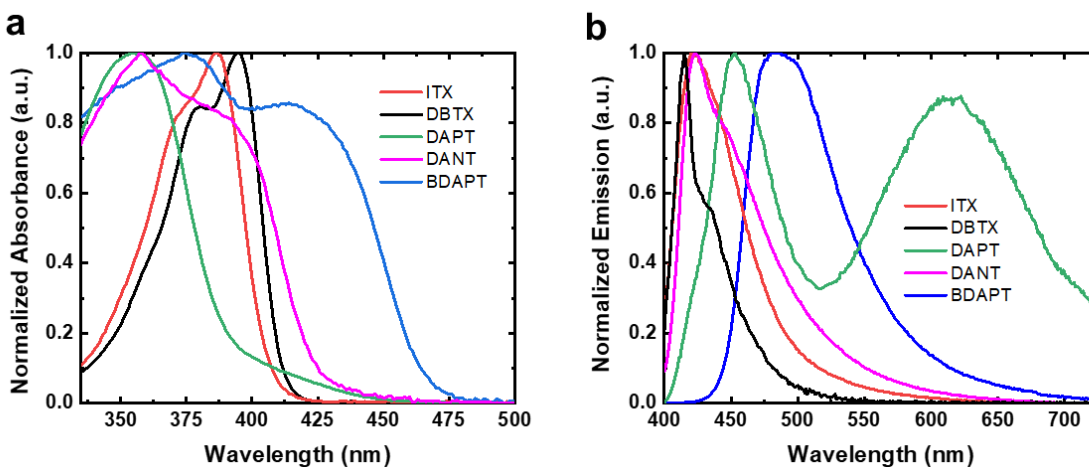 a
Normalized Absorbance (a.u.)
1.0
0.8
0.6
0.4
0.2
0.0
ITX
DBTX
DAPT
DANT
BDAPT
350 375 400 425 450 475 500
Wavelength (nm)
b
Normalized Emission (a.u.)
1.0
0.8
0.6
0.4
0.2
0.0
ITX
DBTX
DAPT
DANT
BDAPT
400 450 500 550 600 650 700
Wavelength (nm)